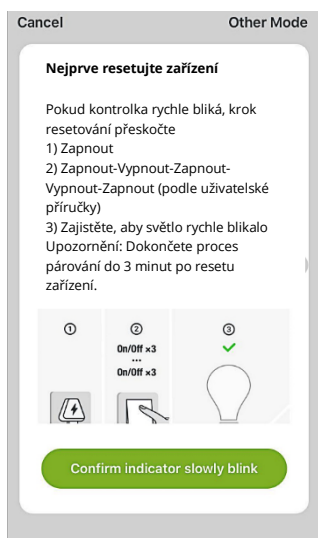 Cancel Other Mode
Nejprve resetujte zařízení
Pokud kontrolka rychle bliká, krok
resetování přeskočte
1) Zapnout
2) Zapnout-Vypnout-Zapnout-
Vypnout-Zapnout (podle uživatelské
příručky)
3) Zajistěte, aby světlo rychle blikalo
Upozornění: Dokončete proces
párování do 3 minut po resetu
zařízení.
① ② ③
On/Off ×3
...
On/Off ×3
Confirm indicator slowly blink